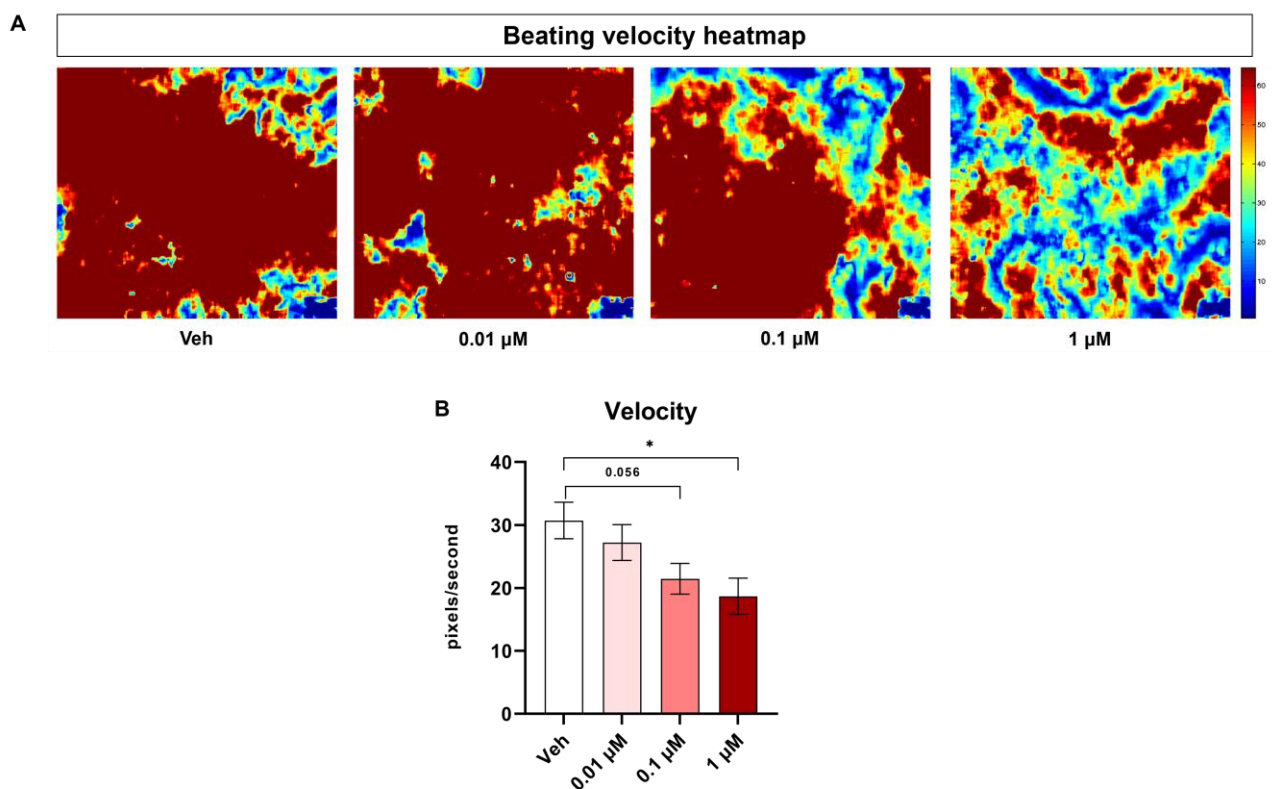 A
Beating velocity heatmap
60
50
40
30
20
10
Veh
0.01 µM
0.1 µM
1 µM
B
Velocity
*
0.056
40
30
20
10
0
pixels/second
Veh
0.01 µM
0.1 µM
1 µM